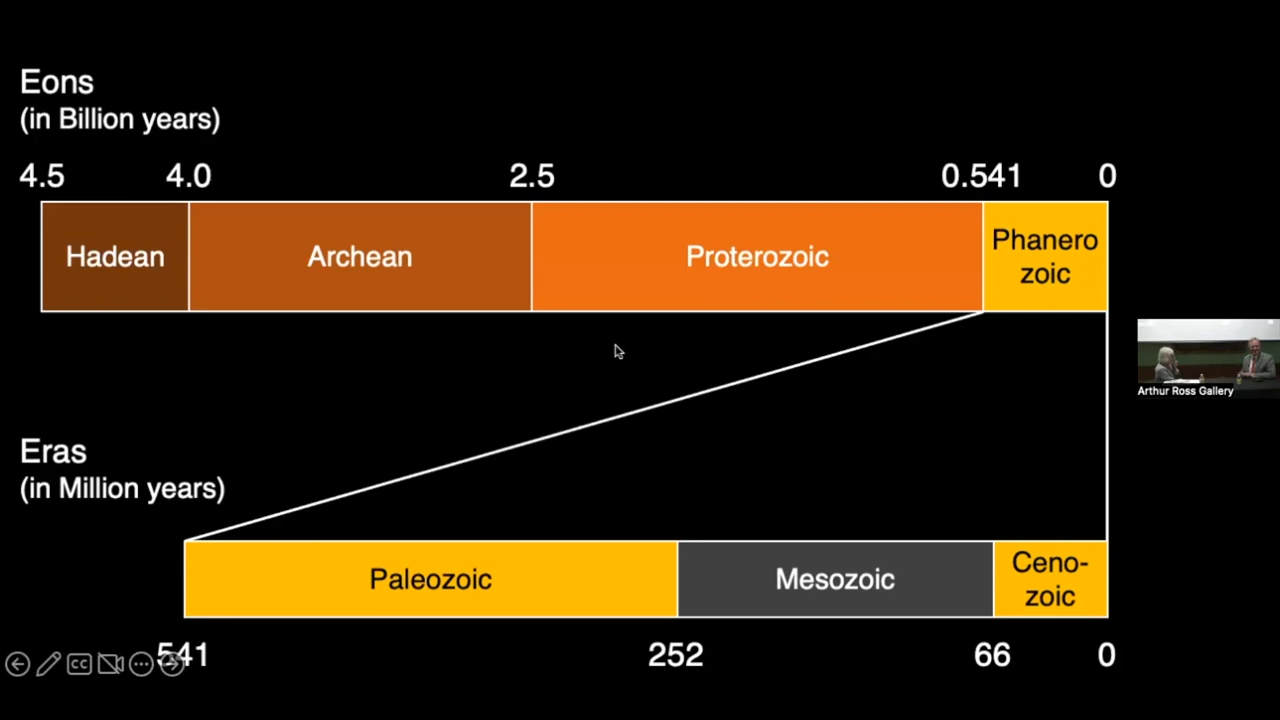 Eons
(in Billion years)
4.5 4.0 2.5 0.541 0
Hadean Archean Proterozoic Phanero
zoic
Arthur Ross Gallery
Eras
(in Million years)
Paleozoic Mesozoic Ceno-
zoic
CC
541 252 66 0